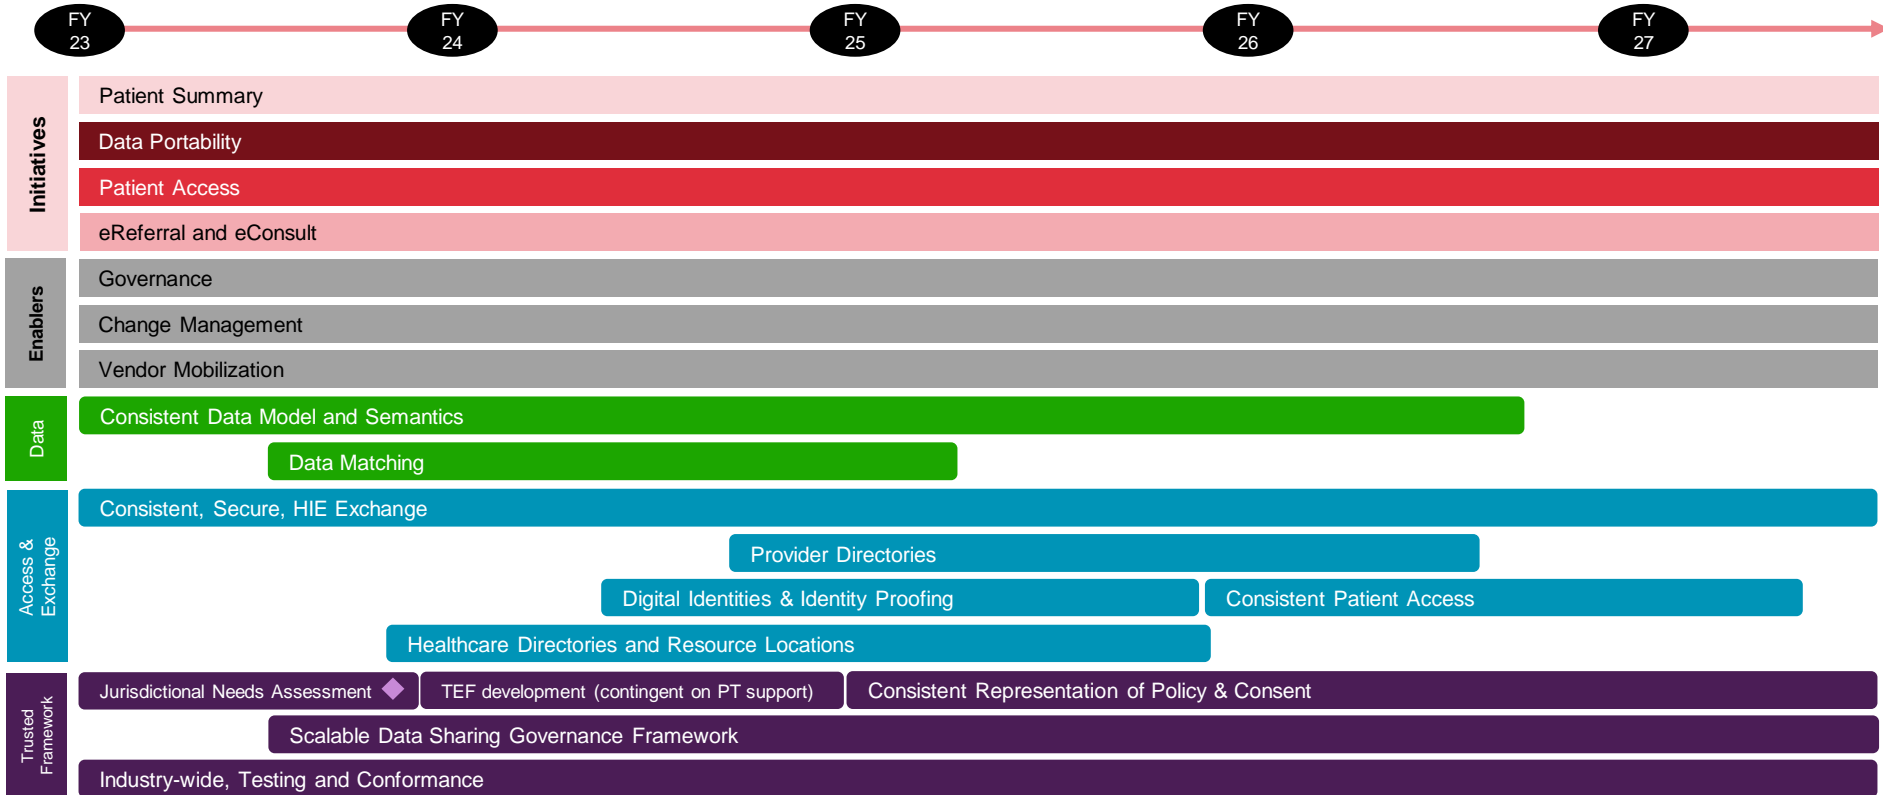 FY
23
FY
24
FY
25
FY
26
FY
27
Initiatives
Patient Summary
Data Portability
Patient Access
eReferral and eConsult
Enablers
Governance
Change Management
Vendor Mobilization
Data
Consistent Data Model and Semantics
Data Matching
Access &
Exchange
Consistent, Secure, HIE Exchange
Provider Directories
Digital Identities & Identity Proofing
Consistent Patient Access
Healthcare Directories and Resource Locations
Trusted
Framework
Jurisdictional Needs Assessment
TEF development (contingent on PT support)
Consistent Representation of Policy & Consent
Scalable Data Sharing Governance Framework
Industry-wide, Testing and Conformance